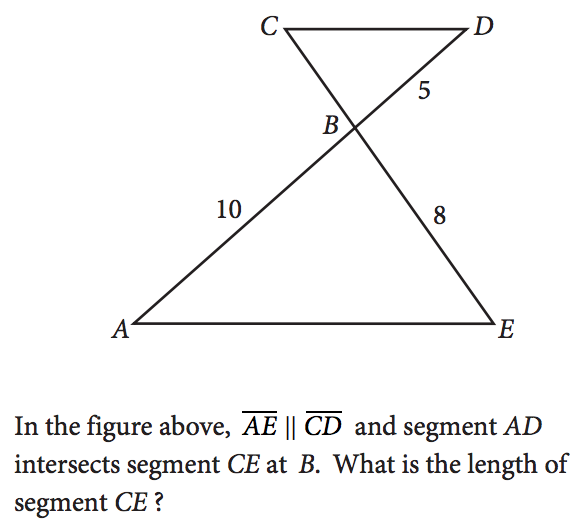 C D
5
B
10 8
A E
In the figure above, AE || CD and segment AD
intersects segment CE at B. What is the length of
segment CE ?